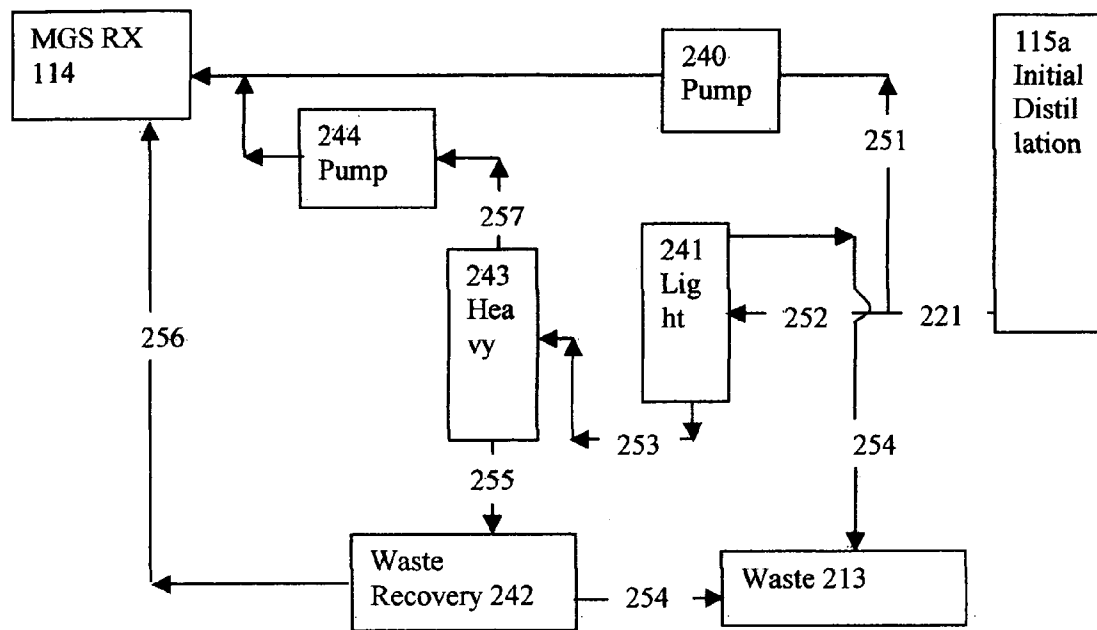 MGS RX
114
240
Pump
115a
Initial
Distil
lation
244
Pump
251
257
241
Lig
ht
243
Hea
vy
252
221
256
253
254
255
Waste
Recovery 242
254
Waste 213